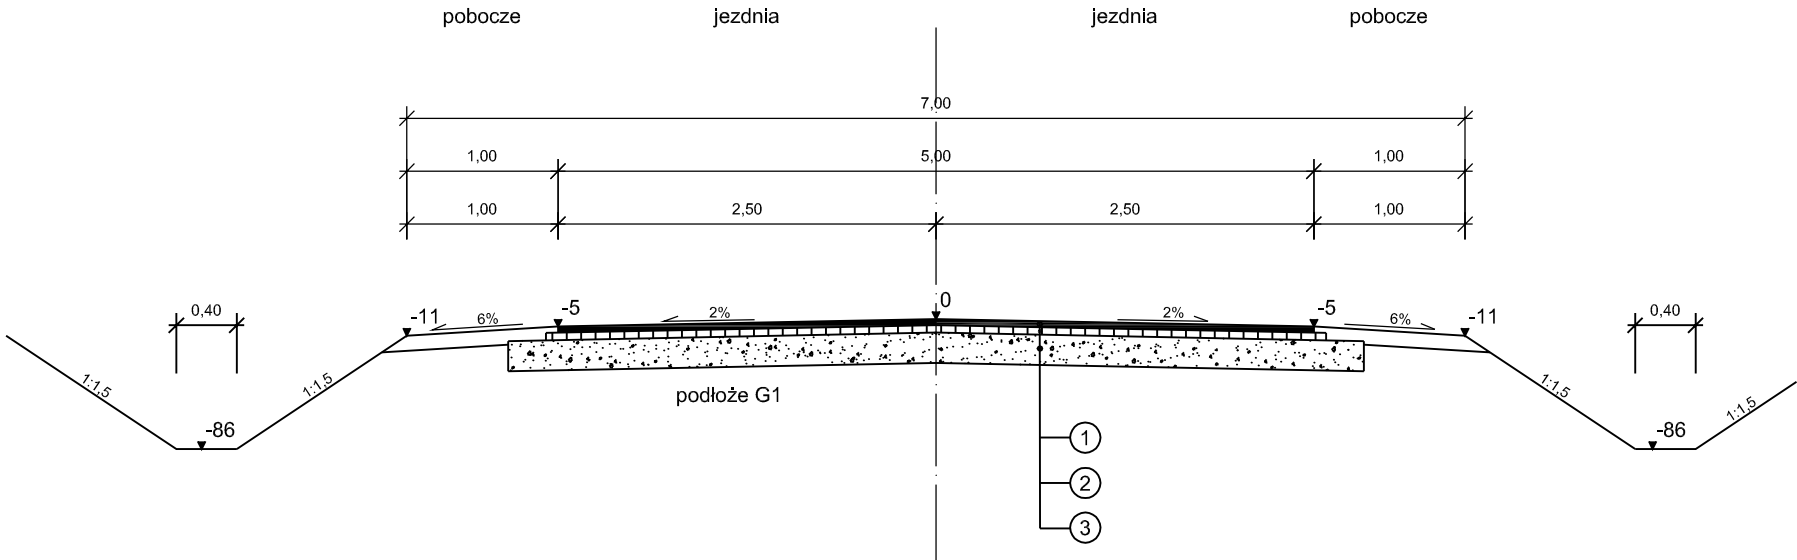 pobocze jezdnia jezdnia pobocze
7,00
1,00 5,00 1,00
1,00 2,50 2,50 1,00
0,40 -11 6% -5 2% 0 2% -5 6% -11 0,40
1:1,5 1:1,5 podłoże G1 1:1,5 1:1,5
-86 -86
1
2
3